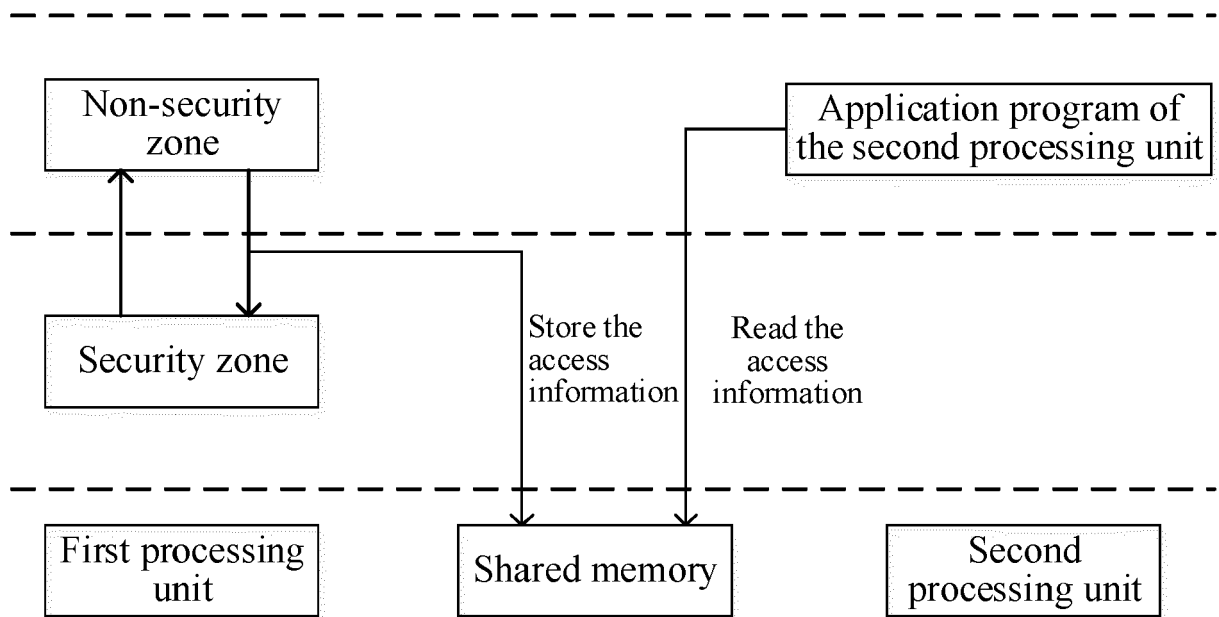 Non-security
zone
Application program of
the second processing unit
Security zone
Store the
access
information
Read the
access
information
First processing
unit
Shared memory
Second
processing unit